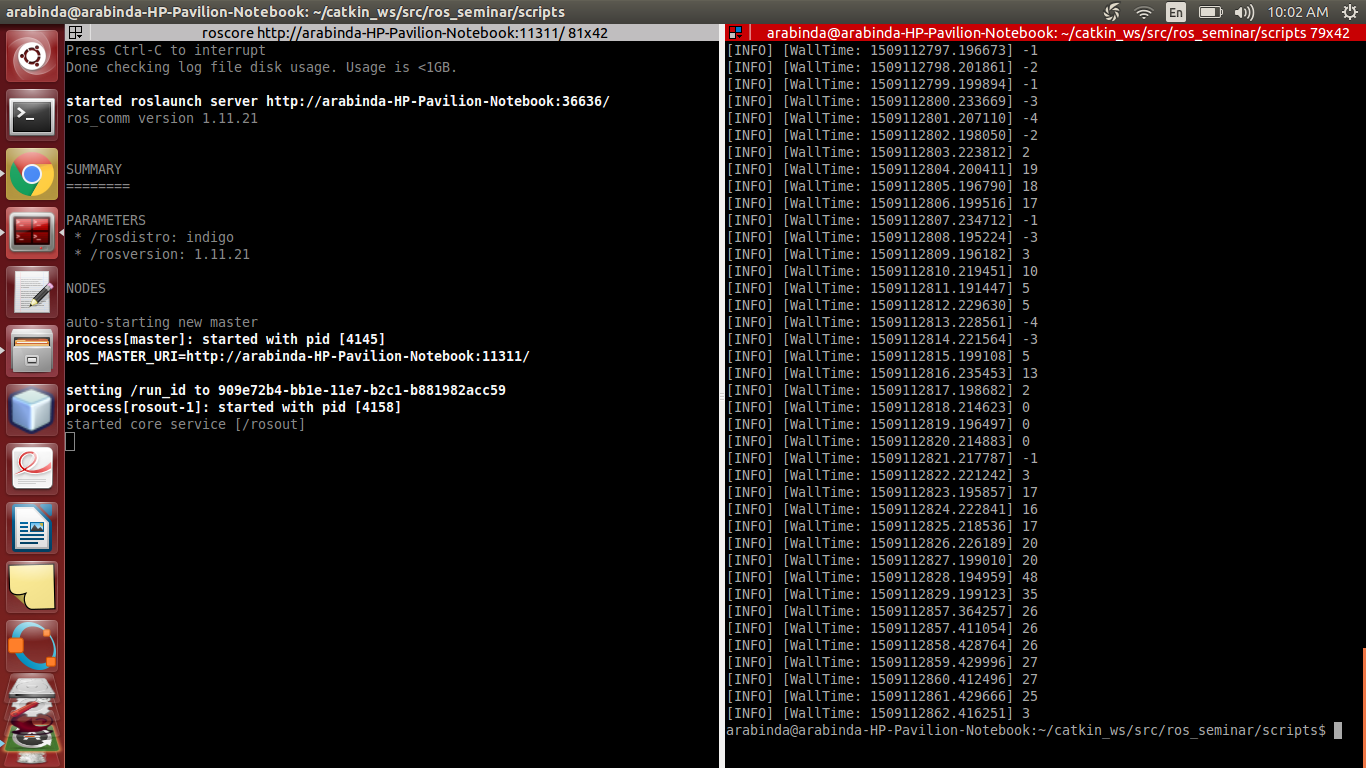 arabinda@arabinda-HP-Pavilion-Notebook: ~/catkin_ws/src/ros_seminar/scripts
En
10:02 AM
roscore http://arabinda-HP-Pavilion-Notebook:11311/ 81x42
Press Ctrl-C to interrupt
Done checking log file disk usage. Usage is <1GB.
started roslaunch server http://arabinda-HP-Pavilion-Notebook:36636/
ros_comm version 1.11.21
SUMMARY
========
PARAMETERS
* /rosdistro: indigo
* /rosversion: 1.11.21
NODES
auto-starting new master
process[master]: started with pid [4145]
ROS_MASTER_URI=http://arabinda-HP-Pavilion-Notebook:11311/
setting /run_id to 909e72b4-bb1e-11e7-b2c1-b881982acc59
process[rosout-1]: started with pid [4158]
started core service [/rosout]
arabinda@arabinda-HP-Pavilion-Notebook: ~/catkin_ws/src/ros_seminar/scripts 79x42
[INFO] [WallTime: 1509112797.196673] -1
[INFO] [WallTime: 1509112798.201861] -2
[INFO] [WallTime: 1509112799.199894] -1
[INFO] [WallTime: 1509112800.233669] -3
[INFO] [WallTime: 1509112801.207110] -4
[INFO] [WallTime: 1509112802.198050] -2
[INFO] [WallTime: 1509112803.223812] 2
[INFO] [WallTime: 1509112804.200411] 19
[INFO] [WallTime: 1509112805.196790] 18
[INFO] [WallTime: 1509112806.199516] 17
[INFO] [WallTime: 1509112807.234712] -1
[INFO] [WallTime: 1509112808.195224] -3
[INFO] [WallTime: 1509112809.196182] 3
[INFO] [WallTime: 1509112810.219451] 10
[INFO] [WallTime: 1509112811.191447] 5
[INFO] [WallTime: 1509112812.229630] 5
[INFO] [WallTime: 1509112813.228561] -4
[INFO] [WallTime: 1509112814.221564] -3
[INFO] [WallTime: 1509112815.199108] 5
[INFO] [WallTime: 1509112816.235453] 13
[INFO] [WallTime: 1509112817.198682] 2
[INFO] [WallTime: 1509112818.214623] 0
[INFO] [WallTime: 1509112819.196497] 0
[INFO] [WallTime: 1509112820.214883] 0
[INFO] [WallTime: 1509112821.217787] -1
[INFO] [WallTime: 1509112822.221242] 3
[INFO] [WallTime: 1509112823.195857] 17
[INFO] [WallTime: 1509112824.222841] 16
[INFO] [WallTime: 1509112825.218536] 17
[INFO] [WallTime: 1509112826.226189] 20
[INFO] [WallTime: 1509112827.199010] 20
[INFO] [WallTime: 1509112828.194959] 48
[INFO] [WallTime: 1509112829.199123] 35
[INFO] [WallTime: 1509112857.364257] 26
[INFO] [WallTime: 1509112857.411054] 26
[INFO] [WallTime: 1509112858.428764] 26
[INFO] [WallTime: 1509112859.429996] 27
[INFO] [WallTime: 1509112860.412496] 27
[INFO] [WallTime: 1509112861.429666] 25
[INFO] [WallTime: 1509112862.416251] 3
arabinda@arabinda-HP-Pavilion-Notebook:~/catkin_ws/src/ros_seminar/scripts$